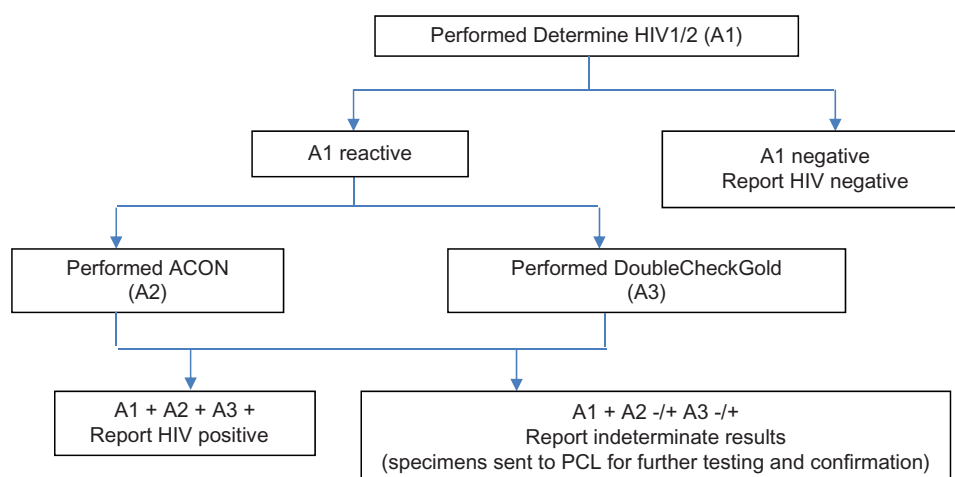 Performed Determine HIV1/2 (A1)
A1 reactive
A1 negative
Report HIV negative
Performed ACON
(A2)
Performed DoubleCheckGold
(A3)
A1 + A2 + A3 +
Report HIV positive
A1 + A2 -/+ A3 -/+
Report indeterminate results
(specimens sent to PCL for further testing and confirmation)